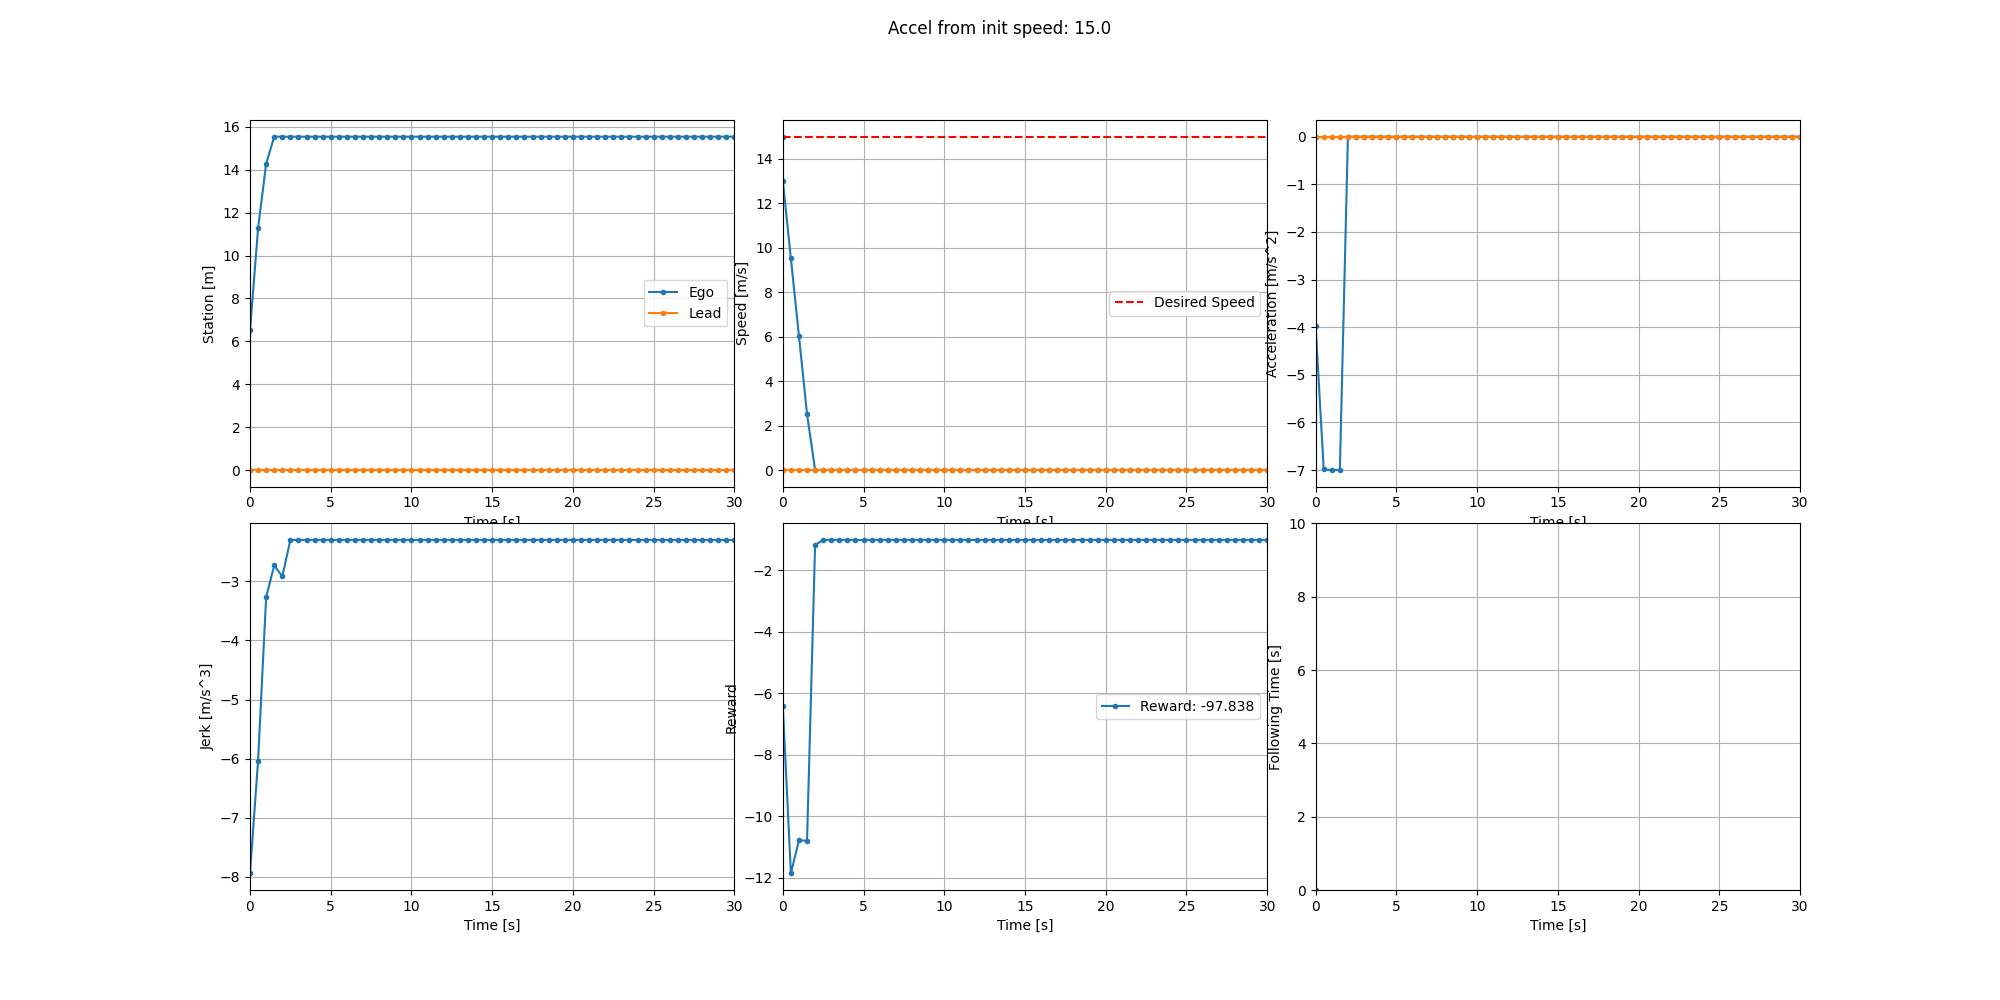 Accel from init speed: 15.0
Station [m]
16
14
12
10
8
6
4
2
0
Ego
Lead
0 5 10 15 20 25 30
Time [s]
Speed [m/s]
14
12
10
8
6
4
2
0
Desired Speed
0 5 10 15 20 25 30
Time [s]
Acceleration [m/s^2]
0
−1
−2
−3
−4
−5
−6
−7
0 5 10 15 20 25 30
Time [s]
Jerk [m/s^3]
−3
−4
−5
−6
−7
−8
0 5 10 15 20 25 30
Time [s]
Reward
−2
−4
−6
−8
−10
−12
Reward: -97.838
0 5 10 15 20 25 30
Time [s]
Following Time [s]
10
8
6
4
2
0
0 5 10 15 20 25 30
Time [s]